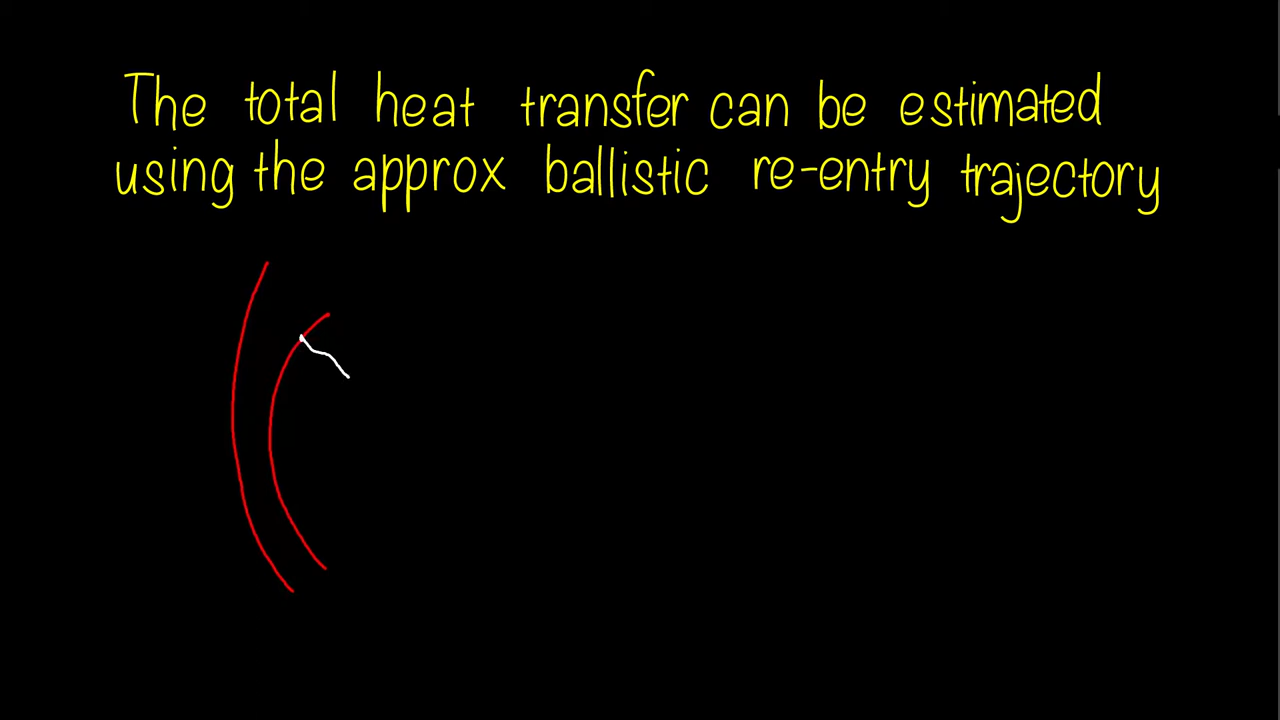 The total heat transfer can be estimated
using the approx ballistic re-entry trajectory